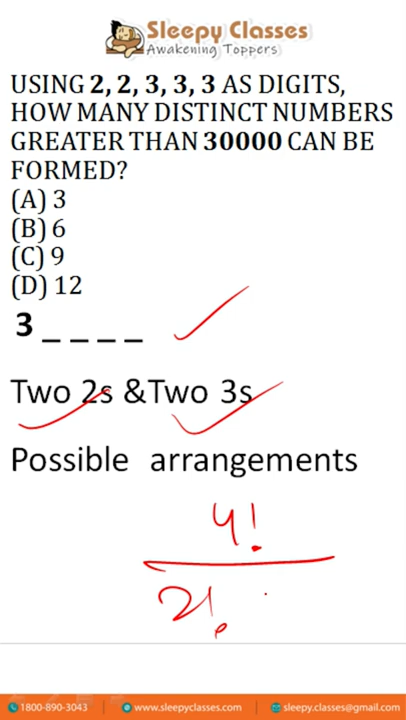 Sleepy Classes
Awakening Toppers
USING 2, 2, 3, 3, 3 AS DIGITS,
HOW MANY DISTINCT NUMBERS
GREATER THAN 30000 CAN BE
FORMED?
(A) 3
(B) 6
(C) 9
(D) 12
3 _ _ _ _
Two 2s &Two 3s
Possible arrangements
4!
2!
1800-890-3043 www.sleepyclasses.com sleepy.classes@gmail.com